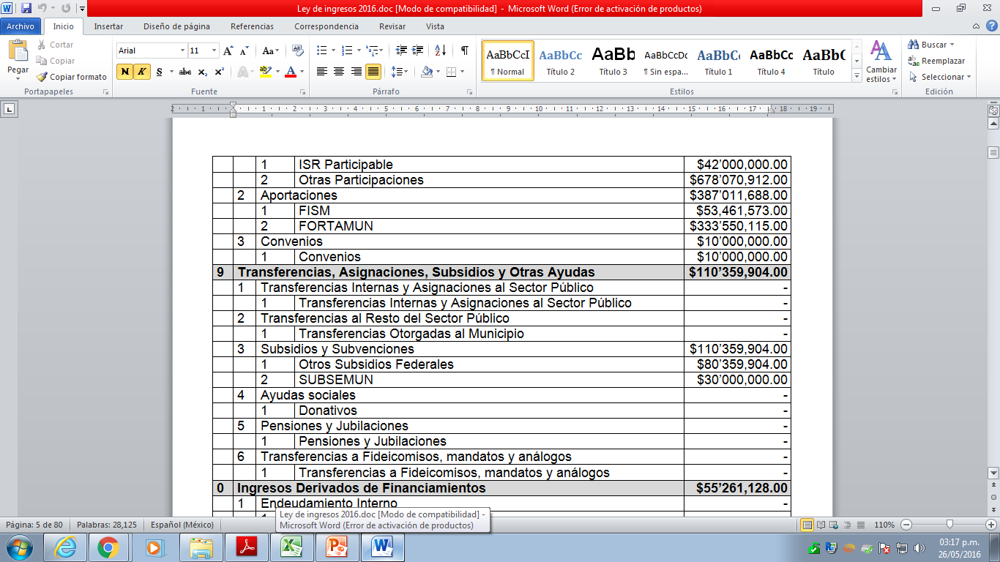 Ley de ingresos 2016.doc [Modo de compatibilidad] - Microsoft Word (Error de activación de productos)
Archivo Inicio Insertar Diseño de página Referencias Correspondencia Revisar Vista
Pegar
Cortar
Copiar
Copiar formato
Portapapeles
Arial 11
N K S abc x₂ x²
Fuente
Párrafo
AaBbCcI AaBbCc AaBb AaBbCcDc AaBbCc AaBbCc AaBb(
¶ Normal Título 2 Título 3 ¶ Sin espa... Título 1 Título 4 Título
Cambiar estilos
Estilos
Buscar
Reemplazar
Seleccionar
Edición
2 1 1 2 3 4 5 6 7 8 9 10 11 12 13 14 15 16 17 18 19
1 ISR Participable $42’000,000.00
2 Otras Participaciones $678’070,912.00
2 Aportaciones $387’011,688.00
1 FISM $53,461,573.00
2 FORTAMUN $333’550,115.00
3 Convenios $10’000,000.00
1 Convenios $10’000,000.00
9 Transferencias, Asignaciones, Subsidios y Otras Ayudas $110’359,904.00
1 Transferencias Internas y Asignaciones al Sector Público -
1 Transferencias Internas y Asignaciones al Sector Público -
2 Transferencias al Resto del Sector Público -
1 Transferencias Otorgadas al Municipio -
3 Subsidios y Subvenciones $110’359,904.00
1 Otros Subsidios Federales $80’359,904.00
2 SUBSEMUN $30’000,000.00
4 Ayudas sociales -
1 Donativos -
5 Pensiones y Jubilaciones -
1 Pensiones y Jubilaciones -
6 Transferencias a Fideicomisos, mandatos y análogos -
1 Transferencias a Fideicomisos, mandatos y análogos -
0 Ingresos Derivados de Financiamientos $55’261,128.00
1 Endeudamiento Interno -
Ley de ingresos 2016.doc [Modo de compatibilidad] -
Microsoft Word (Error de activación de productos)
Página: 5 de 80 Palabras: 28,125 Español (México) 110%
03:17 p.m.
26/05/2016